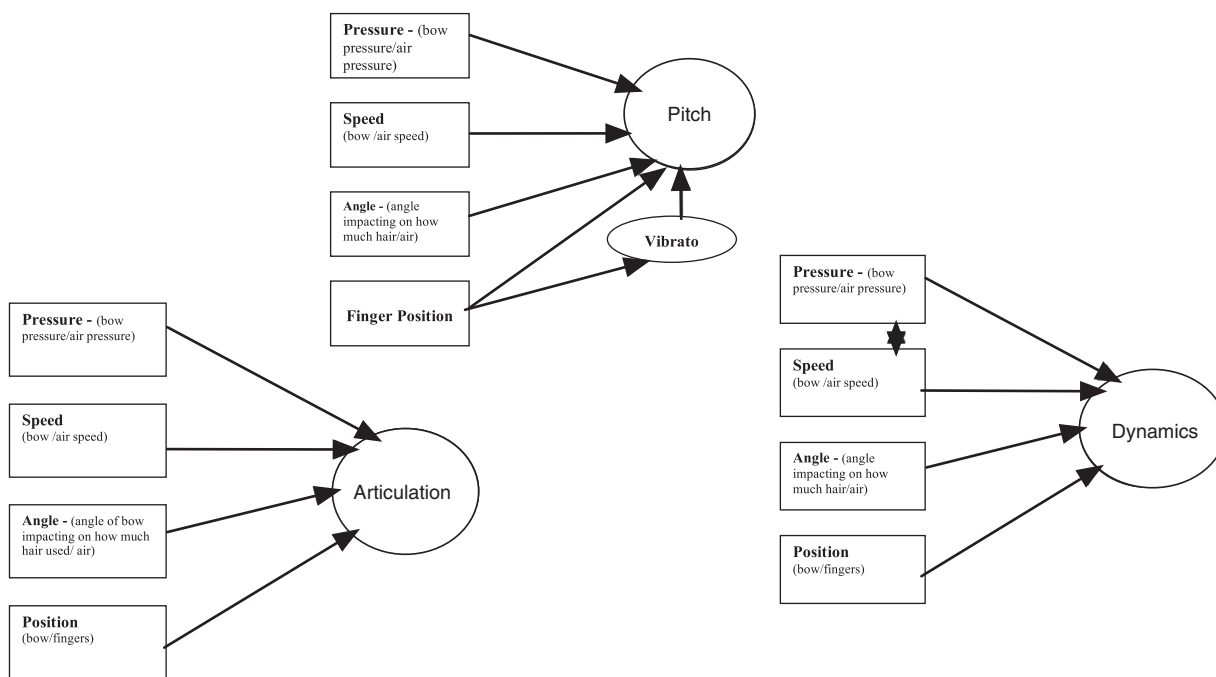 Pressure - (bow
pressure/air
pressure)
Speed
(bow /air speed)
Angle - (angle
impacting on how
much hair/air)
Finger Position
Pitch
Vibrato
Pressure - (bow
pressure/air pressure)
Speed
(bow /air speed)
Angle - (angle of bow
impacting on how much
hair used/ air)
Position
(bow/fingers)
Articulation
Pressure - (bow
pressure/air pressure)
Speed
(bow /air speed)
Angle - (angle
impacting on how
much hair/air)
Position
(bow/fingers)
Dynamics